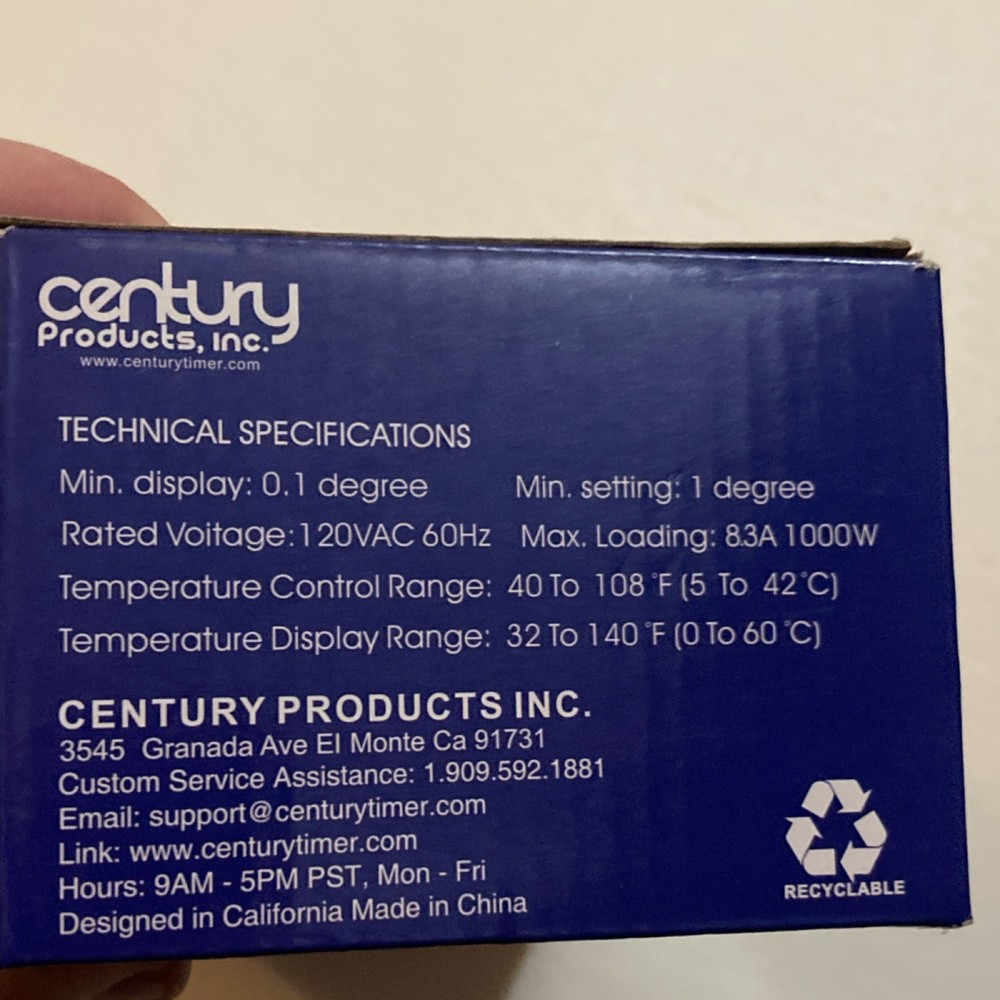 century
Products, Inc.
www.centurytimer.com
TECHNICAL SPECIFICATIONS
Min. display: 0.1 degree Min. setting: 1 degree
Rated Voitage:120VAC 60Hz Max. Loading: 8.3A 1000W
Temperature Control Range: 40 To 108 °F (5 To 42°C)
Temperature Display Range: 32 To 140 °F (0 To 60 °C)
CENTURY PRODUCTS INC.
3545 Granada Ave El Monte Ca 91731
Custom Service Assistance: 1.909.592.1881
Email: support@centurytimer.com
Link: www.centurytimer.com
Hours: 9AM - 5PM PST, Mon - Fri
Designed in California Made in China
RECYCLABLE